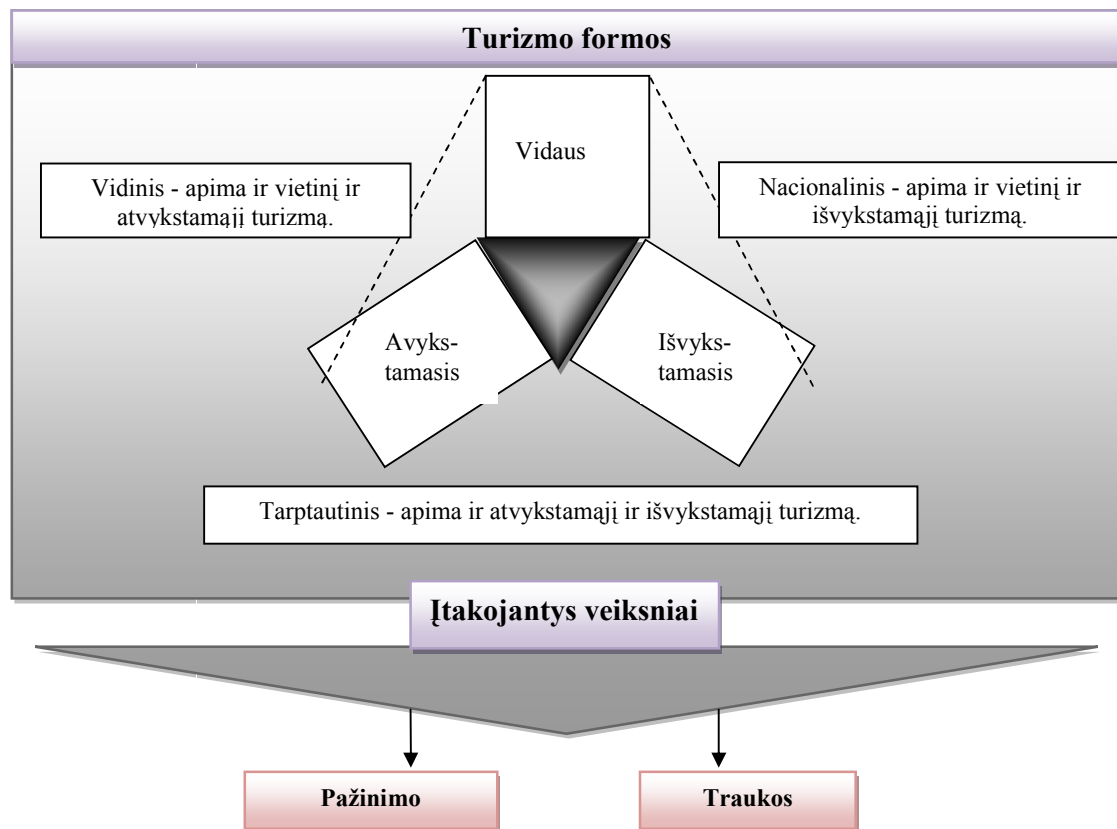 Turizmo formos
Vidaus
Vidinis - apima ir vietinį ir
atvykstamąjį turizmą.
Nacionalinis - apima ir vietinį ir
išvykstamąjį turizmą.
Avyks-
tamasis
Išvyks-
tamasis
Tarptautinis - apima ir atvykstamąjį ir išvykstamąjį turizmą.
Įtakojantys veiksniai
Pažinimo
Traukos